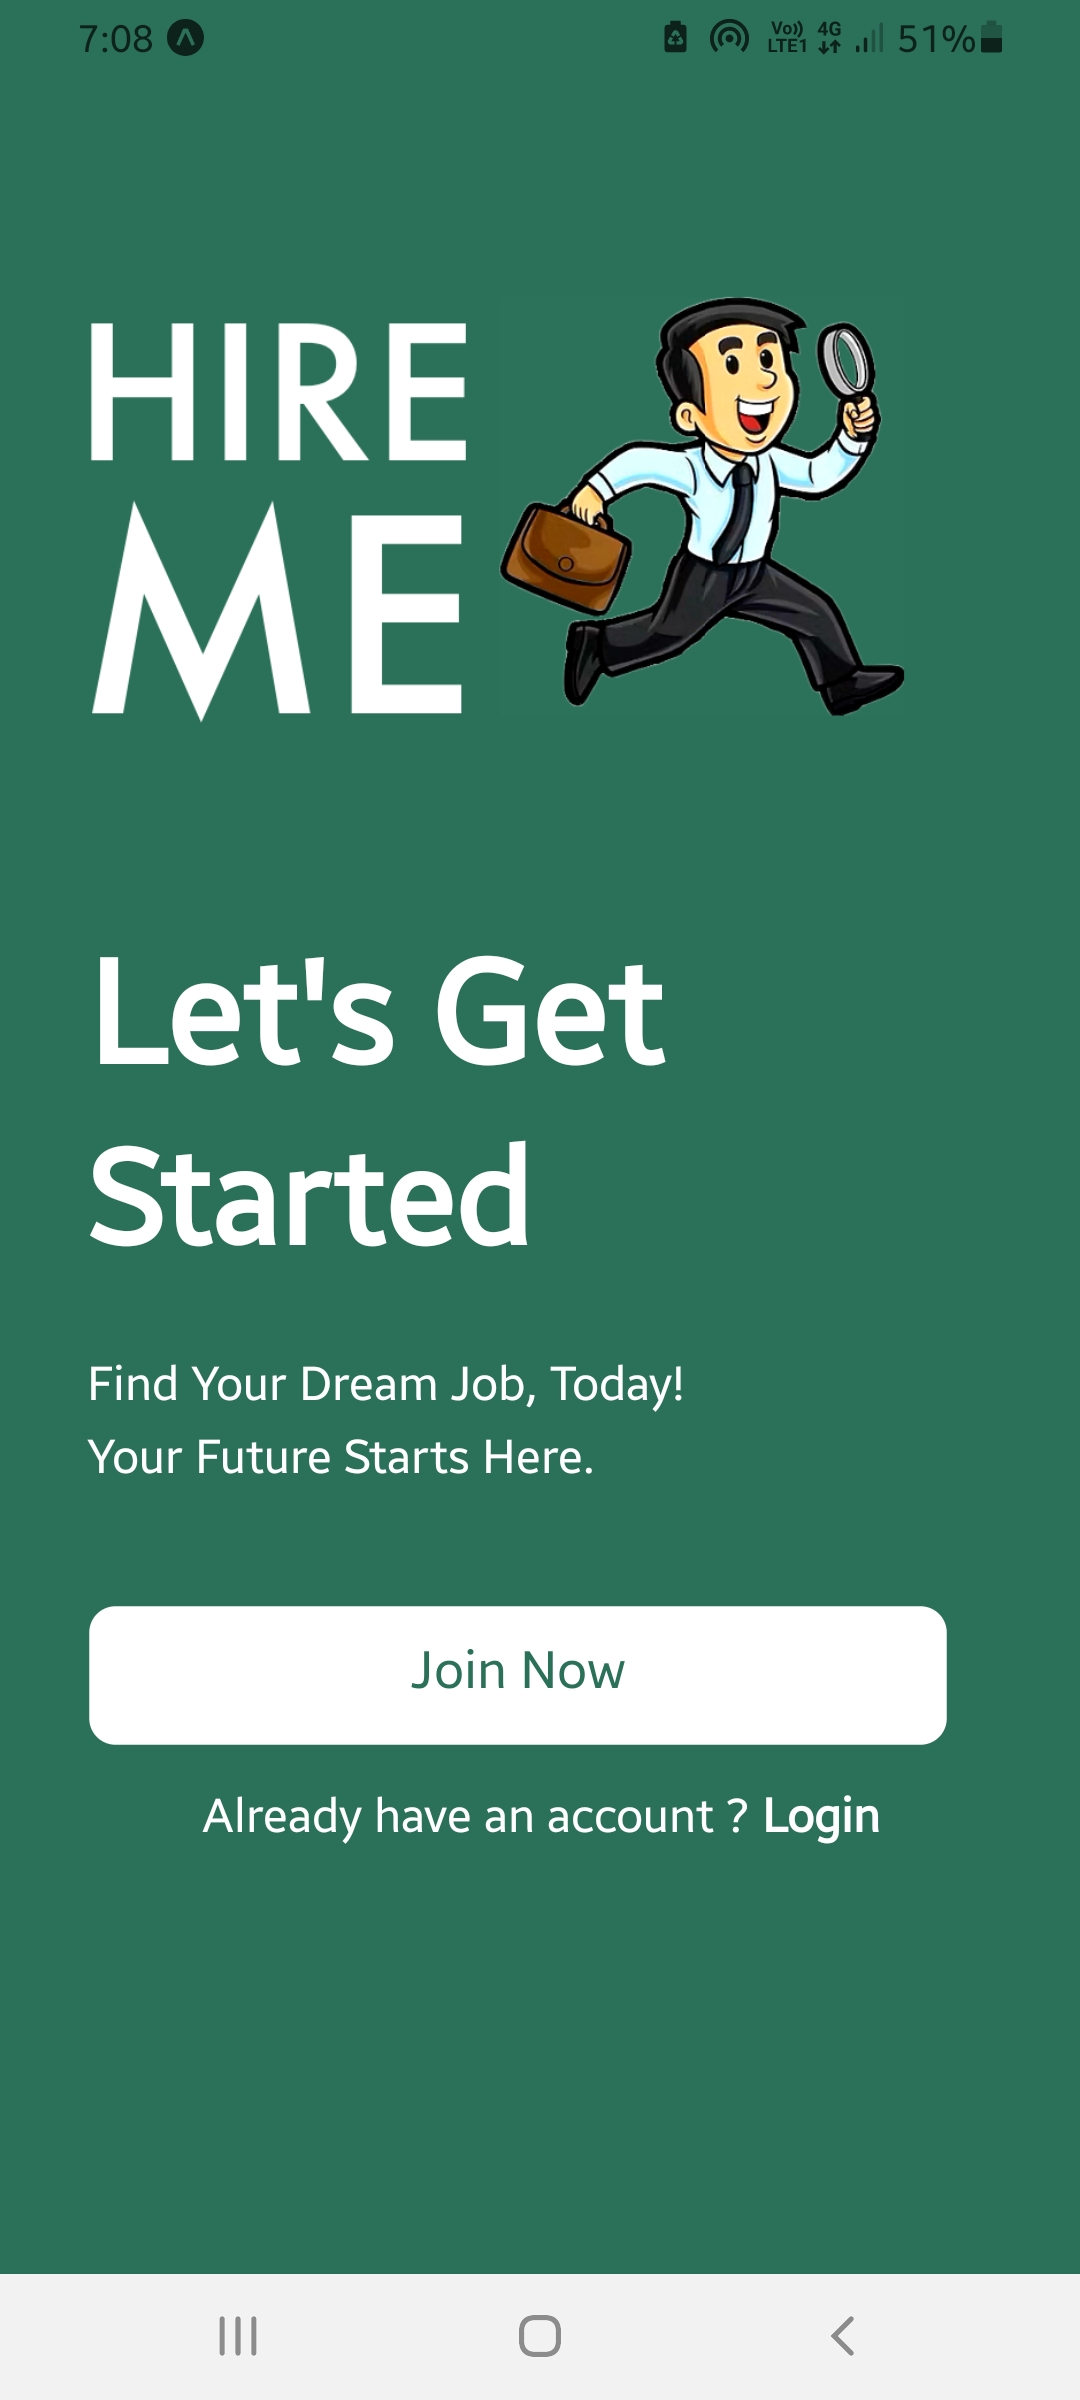 7:08 Vo)) LTE1 4G 51%
HIRE
ME
Let's Get
Started
Find Your Dream Job, Today!
Your Future Starts Here.
Join Now
Already have an account ? Login